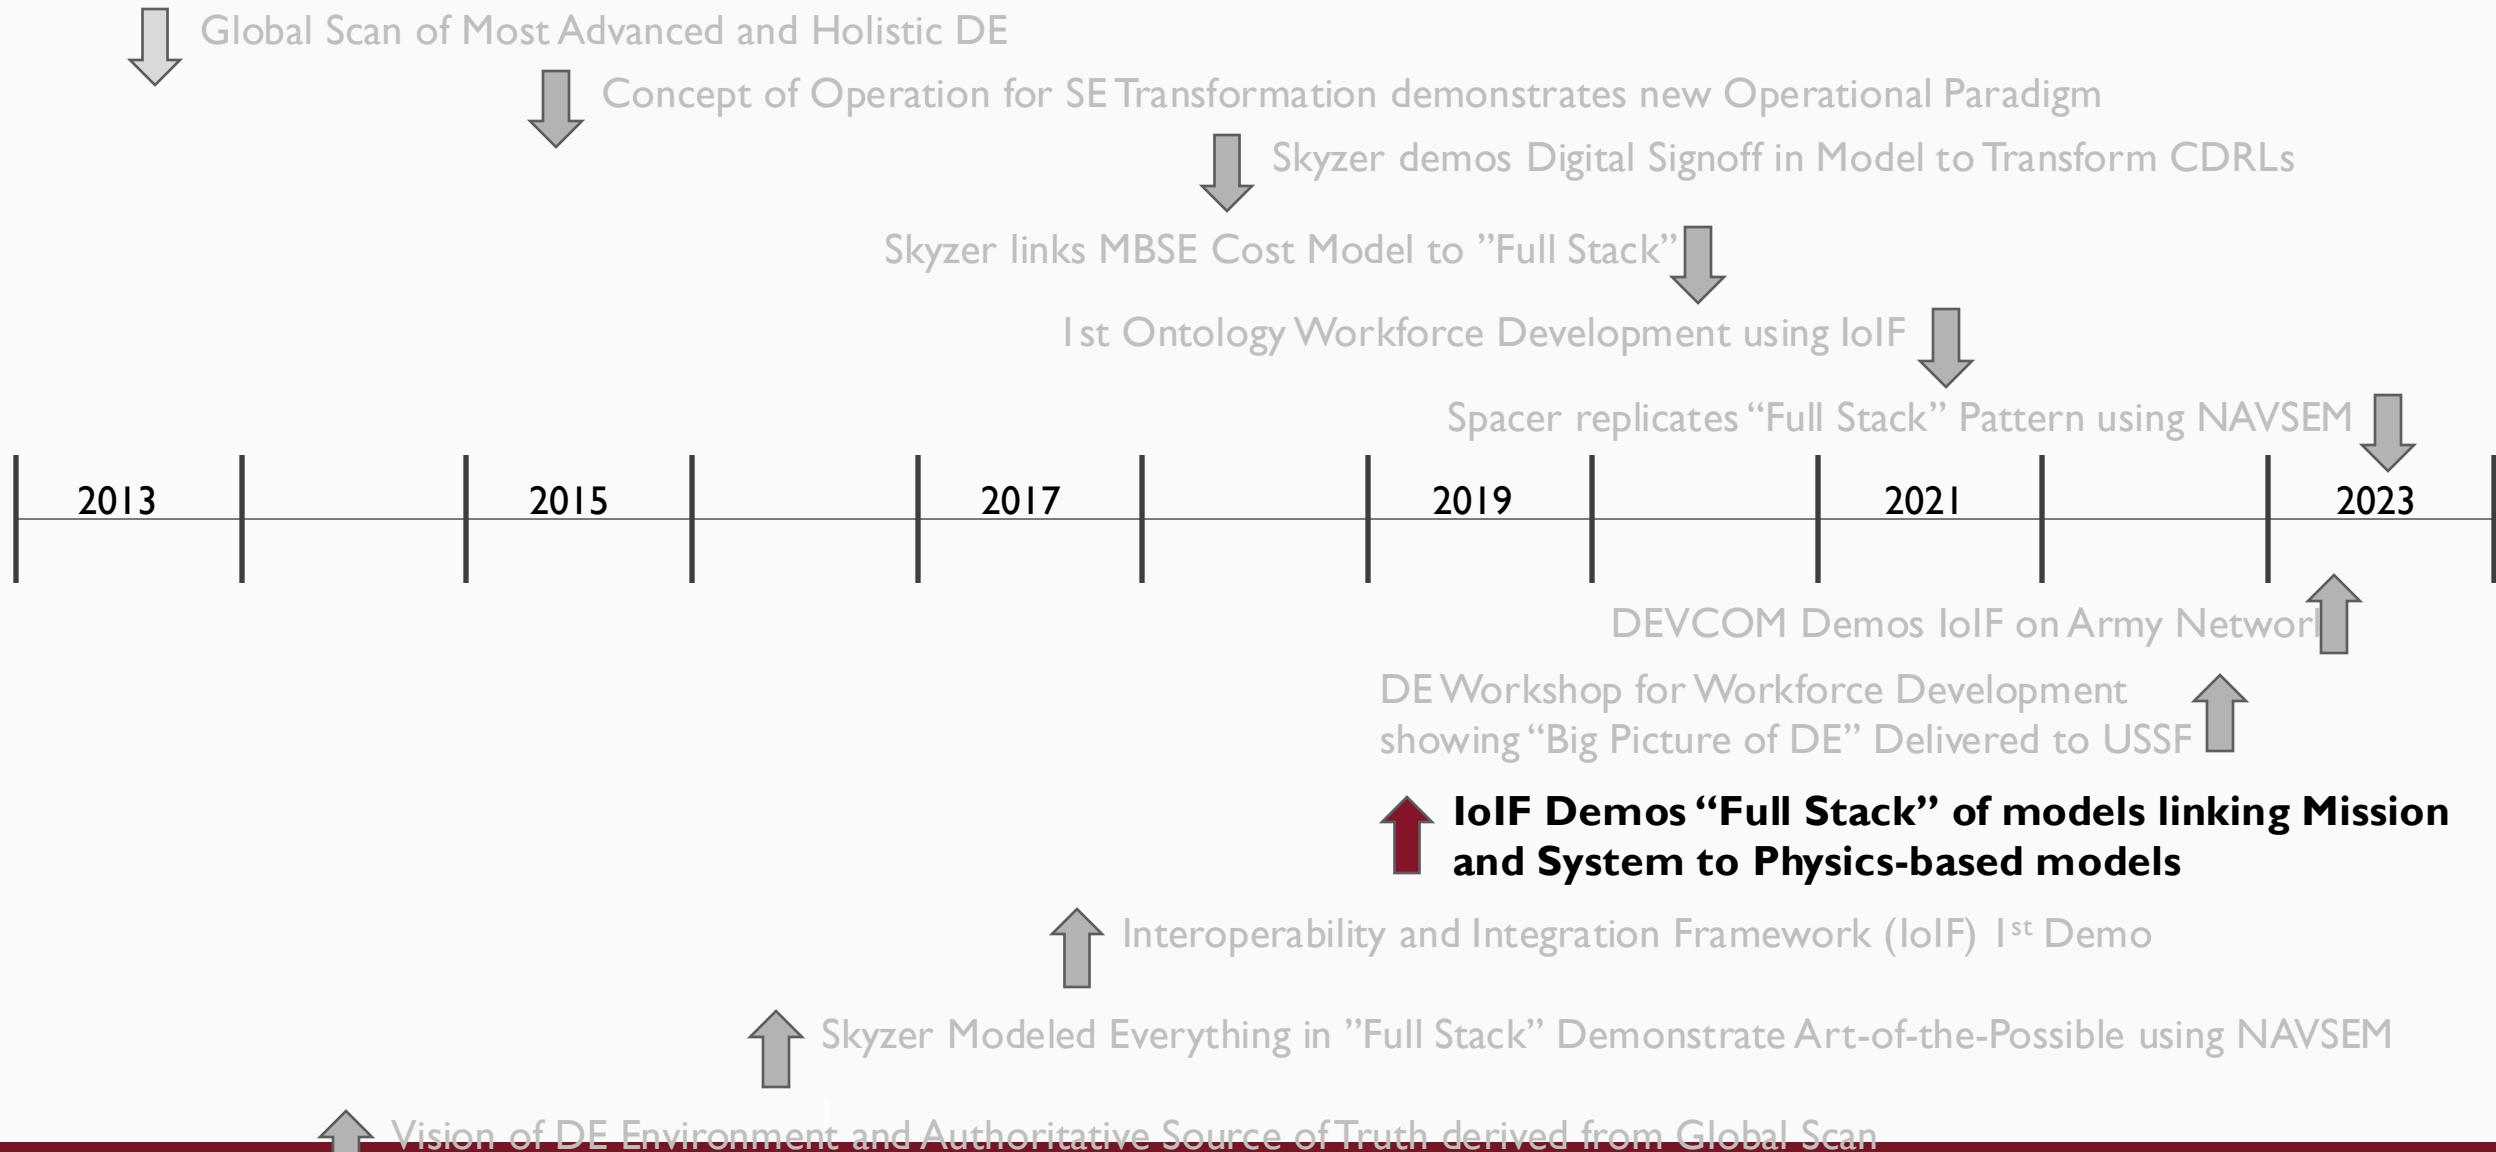 Global Scan of Most Advanced and Holistic DE
Concept of Operation for SE Transformation demonstrates new Operational Paradigm
Skyzer demos Digital Signoff in Model to Transform CDRLs
Skyzer links MBSE Cost Model to ”Full Stack”
1st Ontology Workforce Development using IoIF
Spacer replicates “Full Stack” Pattern using NAVSEM
2013 2015 2017 2019 2021 2023
DEVCOM Demos IoIF on Army Network
DE Workshop for Workforce Development
showing “Big Picture of DE” Delivered to USSF
IoIF Demos “Full Stack” of models linking Mission
and System to Physics-based models
Interoperability and Integration Framework (IoIF) 1st Demo
Skyzer Modeled Everything in ”Full Stack” Demonstrate Art-of-the-Possible using NAVSEM
Vision of DE Environment and Authoritative Source of Truth derived from Global Scan